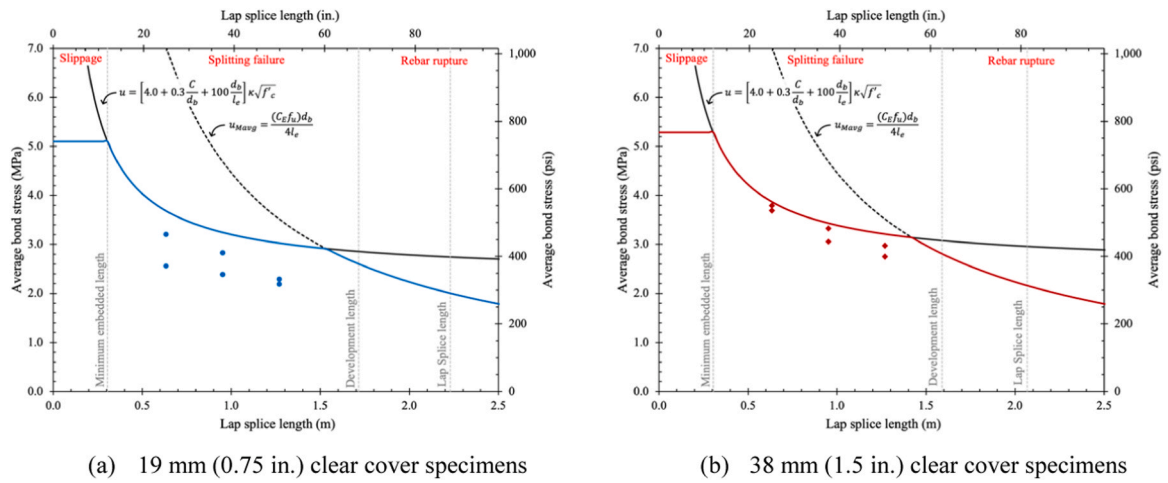 Lap splice length (in.)
0 20 40 60 80
7.0 6.0 5.0 4.0 3.0 2.0 1.0 0.0
Average bond stress (MPa)
1,000 800 600 400 200 0
Average bond stress (psi)
Slippage Splitting failure Rebar rupture
u = [4.0 + 0.3 C/d_b + 100 d_b/l_e] κ√f'_c
u_Mavg = (C_E f_u)d_b / 4l_e
Minimum embedded length
Development length
Lap Splice length
0.0 0.5 1.0 1.5 2.0 2.5
Lap splice length (m)
(a) 19 mm (0.75 in.) clear cover specimens
Lap splice length (in.)
0 20 40 60 80
7.0 6.0 5.0 4.0 3.0 2.0 1.0 0.0
Average bond stress (MPa)
1,000 800 600 400 200 0
Average bond stress (psi)
Slippage Splitting failure Rebar rupture
u = [4.0 + 0.3 C/d_b + 100 d_b/l_e] κ√f'_c
u_Mavg = (C_E f_u)d_b / 4l_e
Minimum embedded length
Development length
Lap Splice length
0.0 0.5 1.0 1.5 2.0 2.5
Lap splice length (m)
(b) 38 mm (1.5 in.) clear cover specimens